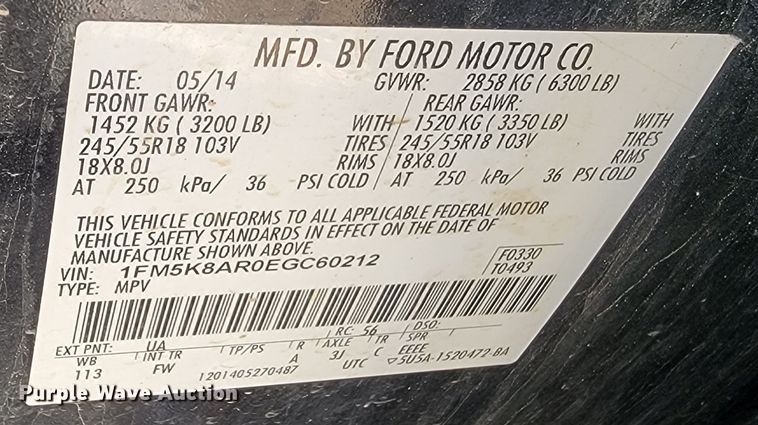 MFD. BY FORD MOTOR CO.
DATE: 05/14 GVWR: 2858 KG ( 6300 LB)
FRONT GAWR: REAR GAWR:
1452 KG ( 3200 LB) WITH 1520 KG ( 3350 LB) WITH
245/55R18 103V TIRES 245/55R18 103V TIRES
18X8.0J RIMS 18X8.0J RIMS
AT 250 kPa/ 36 PSI COLD AT 250 kPa/ 36 PSI COLD
THIS VEHICLE CONFORMS TO ALL APPLICABLE FEDERAL MOTOR
VEHICLE SAFETY STANDARDS IN EFFECT ON THE DATE OF
MANUFACTURE SHOWN ABOVE.
VIN: 1FM5K8AR0EGC60212 F0330
TYPE: MPV T0493
EXT PNT: UA RC: 56 DSO:
WB INT TR TP/PS R AXLE TR SPR
113 FW A 3J C EEEE
1201405270487 UTC ▽5U5A-1520472-BA
Purple Wave Auction